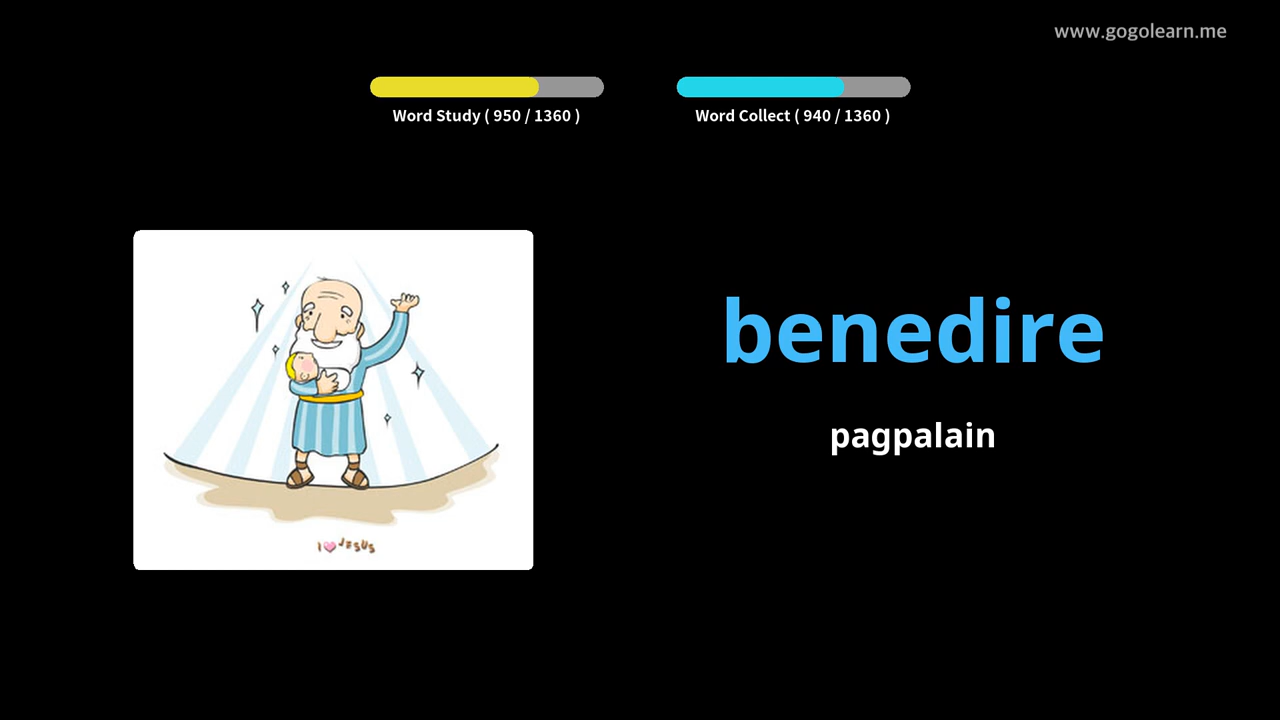 www.gogolearn.me
Word Study ( 950 / 1360 )
Word Collect ( 940 / 1360 )
benedire
pagpalain
I JESUS